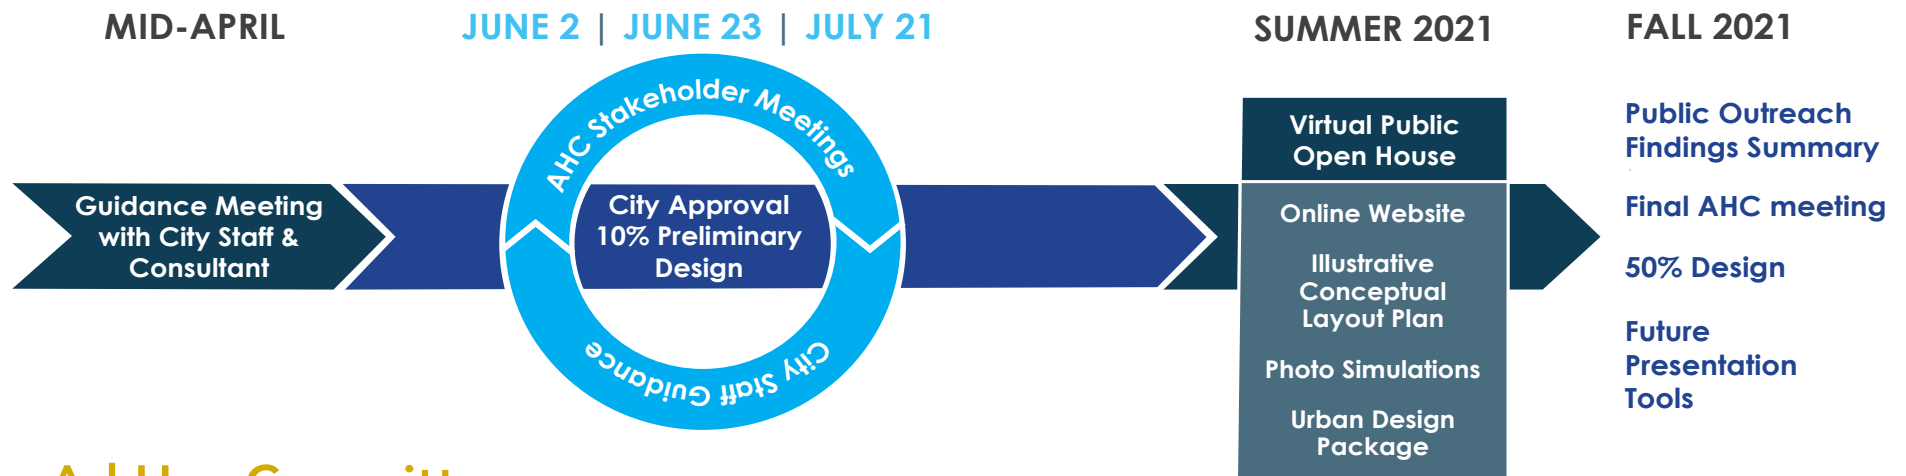 MID-APRIL
JUNE 2 | JUNE 23 | JULY 21
SUMMER 2021
FALL 2021
Guidance Meeting
with City Staff &
Consultant
AHC Stakeholder Meetings
City Approval
10% Preliminary
Design
City Staff Guidance
Virtual Public
Open House
Online Website
Illustrative
Conceptual
Layout Plan
Photo Simulations
Urban Design
Package
Public Outreach
Findings Summary
Final AHC meeting
50% Design
Future
Presentation
Tools